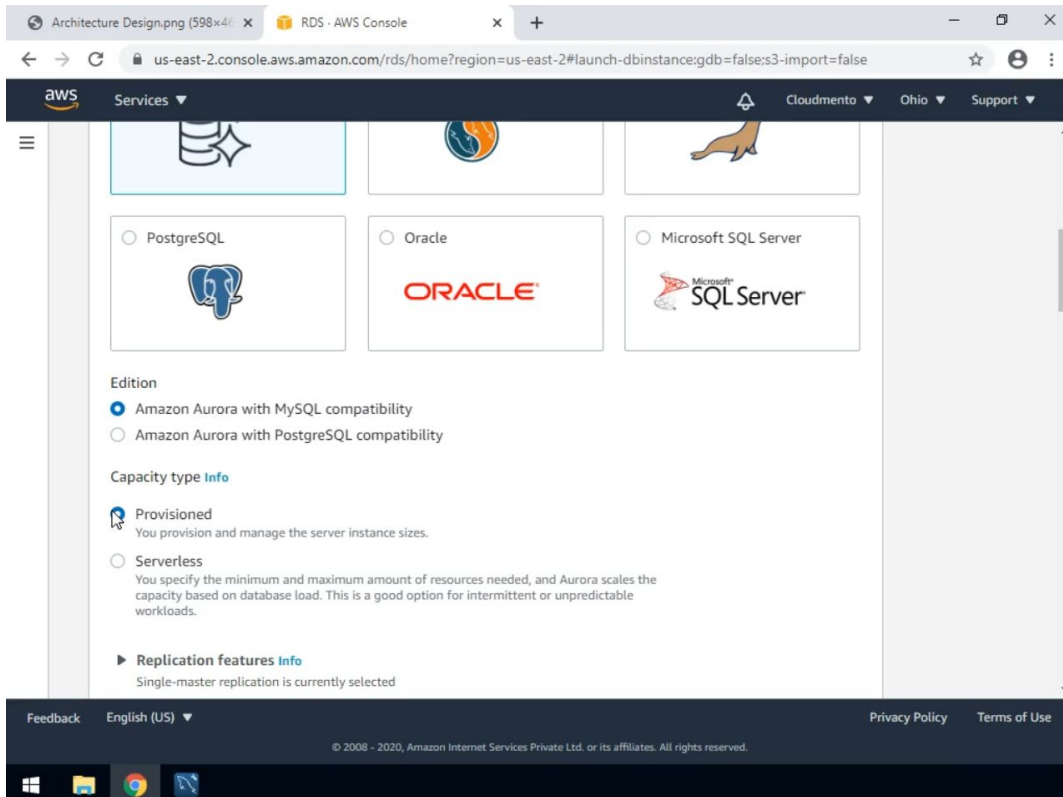 Architecture Design.png (598×46
RDS · AWS Console
us-east-2.console.aws.amazon.com/rds/home?region=us-east-2#launch-dbinstance:gdb=false;s3-import=false
aws Services ▼ Cloudmento ▼ Ohio ▼ Support ▼
PostgreSQL
Oracle
Microsoft SQL Server
ORACLE
Microsoft
SQL Server
Edition
Amazon Aurora with MySQL compatibility
Amazon Aurora with PostgreSQL compatibility
Capacity type Info
Provisioned
You provision and manage the server instance sizes.
Serverless
You specify the minimum and maximum amount of resources needed, and Aurora scales the
capacity based on database load. This is a good option for intermittent or unpredictable
workloads.
Replication features Info
Single-master replication is currently selected
Feedback English (US) ▼ Privacy Policy Terms of Use
© 2008 - 2020, Amazon Internet Services Private Ltd. or its affiliates. All rights reserved.